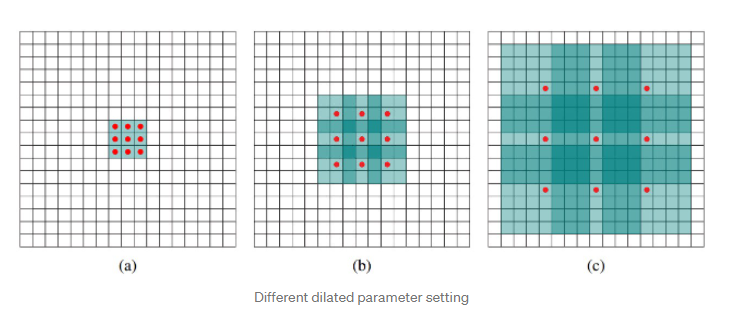 (a)
(b)
(c)
Different dilated parameter setting